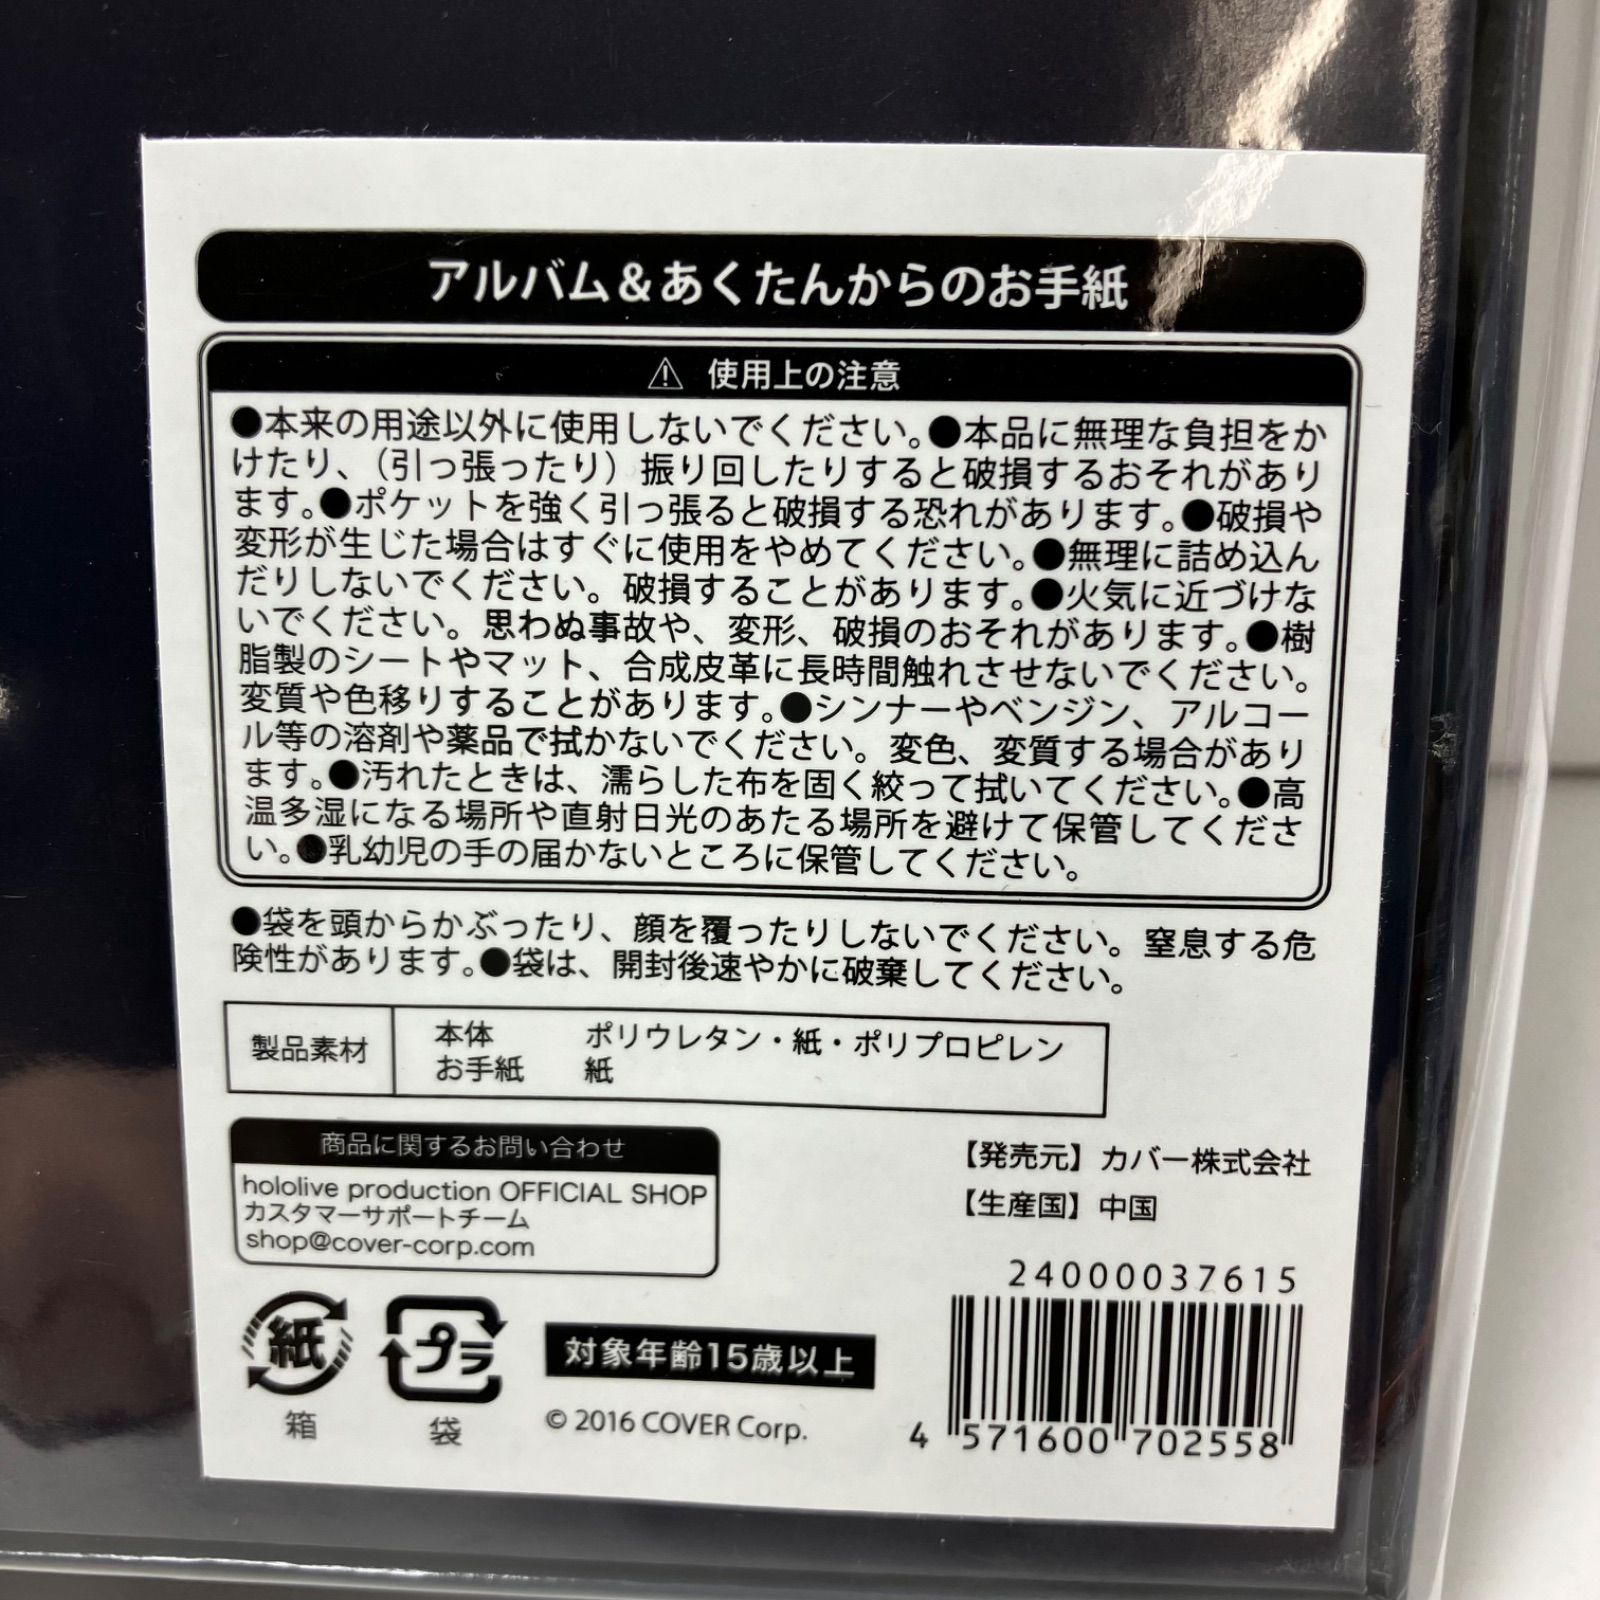 アルバム＆あくたんからのお手紙
⚠ 使用上の注意
●本来の用途以外に使用しないでください。●本品に無理な負担をか
けたり、（引っ張ったり）振り回したりすると破損するおそれがあり
ます。●ポケットを強く引っ張ると破損する恐れがあります。●破損や
変形が生じた場合はすぐに使用をやめてください。●無理に詰め込ん
だりしないでください。破損することがあります。●火気に近づけな
いでください。思わぬ事故や、変形、破損のおそれがあります。●樹
脂製のシートやマット、合成皮革に長時間触れさせないでください。
変質や色移りすることがあります。●シンナーやベンジン、アルコー
ル等の溶剤や薬品で拭かないでください。変色、変質する場合があり
ます。●汚れたときは、濡らした布を固く絞って拭いてください。●高
温多湿になる場所や直射日光のあたる場所を避けて保管してくださ
い。●乳幼児の手の届かないところに保管してください。
●袋を頭からかぶったり、顔を覆ったりしないでください。窒息する危
険性があります。●袋は、開封後速やかに破棄してください。
製品素材
本体 ポリウレタン・紙・ポリプロピレン
お手紙 紙
商品に関するお問い合わせ
hololive production OFFICIAL SHOP
カスタマーサポートチーム
shop@cover-corp.com
【発売元】カバー株式会社
【生産国】中国
24000037615
紙
箱
プラ
袋
対象年齢15歳以上
© 2016 COVER Corp.
4 571600 702558